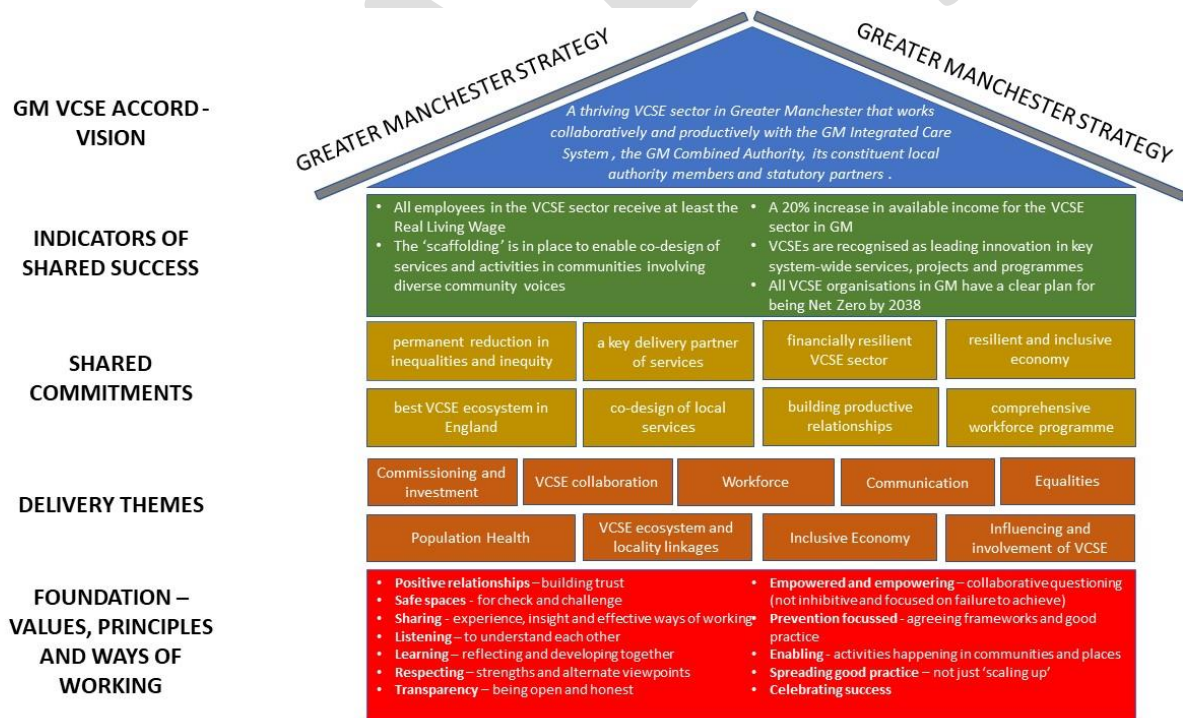 GREATER MANCHESTER STRATEGY
GREATER MANCHESTER STRATEGY
GM VCSE ACCORD -
VISION
A thriving VCSE sector in Greater Manchester that works
collaboratively and productively with the GM Integrated Care
System , the GM Combined Authority, its constituent local
authority members and statutory partners .
INDICATORS OF
SHARED SUCCESS
• All employees in the VCSE sector receive at least the
Real Living Wage
• The ‘scaffolding’ is in place to enable co-design of
services and activities in communities involving
diverse community voices
• A 20% increase in available income for the VCSE
sector in GM
• VCSEs are recognised as leading innovation in key
system-wide services, projects and programmes
• All VCSE organisations in GM have a clear plan for
being Net Zero by 2038
SHARED
COMMITMENTS
permanent reduction in
inequalities and inequity
a key delivery partner
of services
financially resilient
VCSE sector
resilient and inclusive
economy
best VCSE ecosystem in
England
co-design of local
services
building productive
relationships
comprehensive
workforce programme
DELIVERY THEMES
Commissioning and
investment
VCSE collaboration
Workforce
Communication
Equalities
Population Health
VCSE ecosystem and
locality linkages
Inclusive Economy
Influencing and
involvement of VCSE
FOUNDATION –
VALUES, PRINCIPLES
AND WAYS OF
WORKING
• Positive relationships – building trust
• Safe spaces - for check and challenge
• Sharing - experience, insight and effective ways of working
• Listening – to understand each other
• Learning – reflecting and developing together
• Respecting – strengths and alternate viewpoints
• Transparency – being open and honest
• Empowered and empowering – collaborative questioning
(not inhibitive and focused on failure to achieve)
• Prevention focussed - agreeing frameworks and good
practice
• Enabling - activities happening in communities and places
• Spreading good practice – not just ‘scaling up’
• Celebrating success